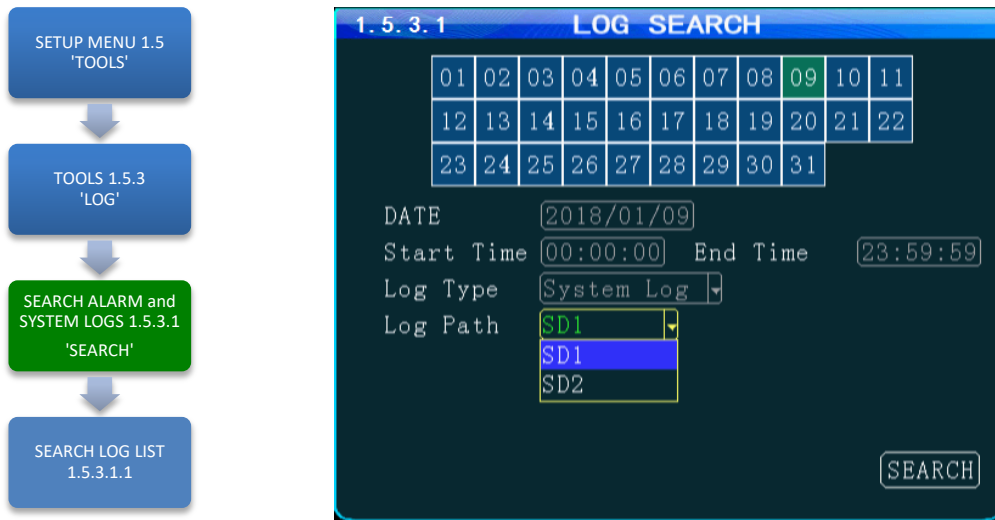 SETUP MENU 1.5
'TOOLS'
TOOLS 1.5.3
'LOG'
SEARCH ALARM and
SYSTEM LOGS 1.5.3.1
'SEARCH'
SEARCH LOG LIST
1.5.3.1.1
1.5.3.1 LOG SEARCH
01 02 03 04 05 06 07 08 09 10 11
12 13 14 15 16 17 18 19 20 21 22
23 24 25 26 27 28 29 30 31
DATE 2018/01/09
Start Time 00:00:00 End Time 23:59:59
Log Type System Log
Log Path SD1
SD1
SD2
SEARCH